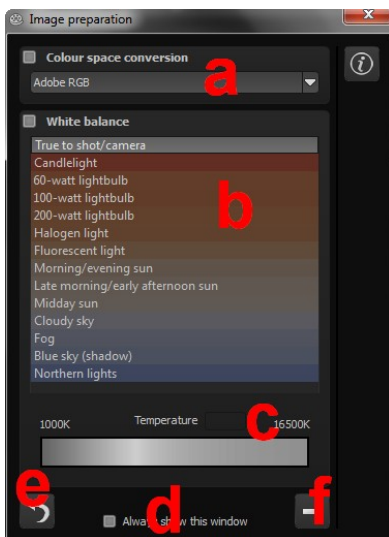 Image preparation
Colour space conversion
a
Adobe RGB
White balance
True to shot/camera
Candlelight
60-watt lightbulb
100-watt lightbulb
b
200-watt lightbulb
Halogen light
Fluorescent light
Morning/evening sun
Late morning/early afternoon sun
Midday sun
Cloudy sky
Fog
Blue sky (shadow)
Northern lights
c
1000K Temperature 16500K
e
d
f
Always show this window